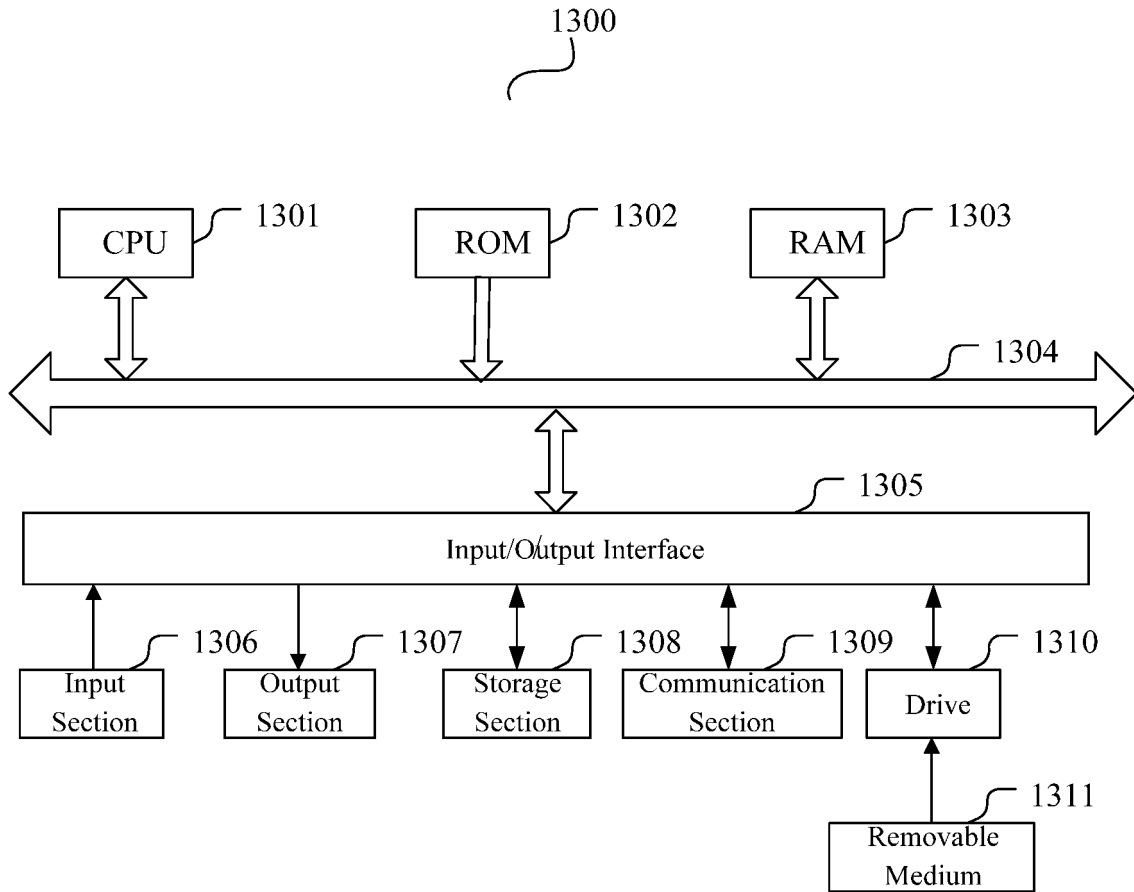 1300
CPU
1301
ROM
1302
RAM
1303
1304
1305
Input/Output Interface
1306
1307
1308
1309
1310
Input
Section
Output
Section
Storage
Section
Communication
Section
Drive
1311
Removable
Medium